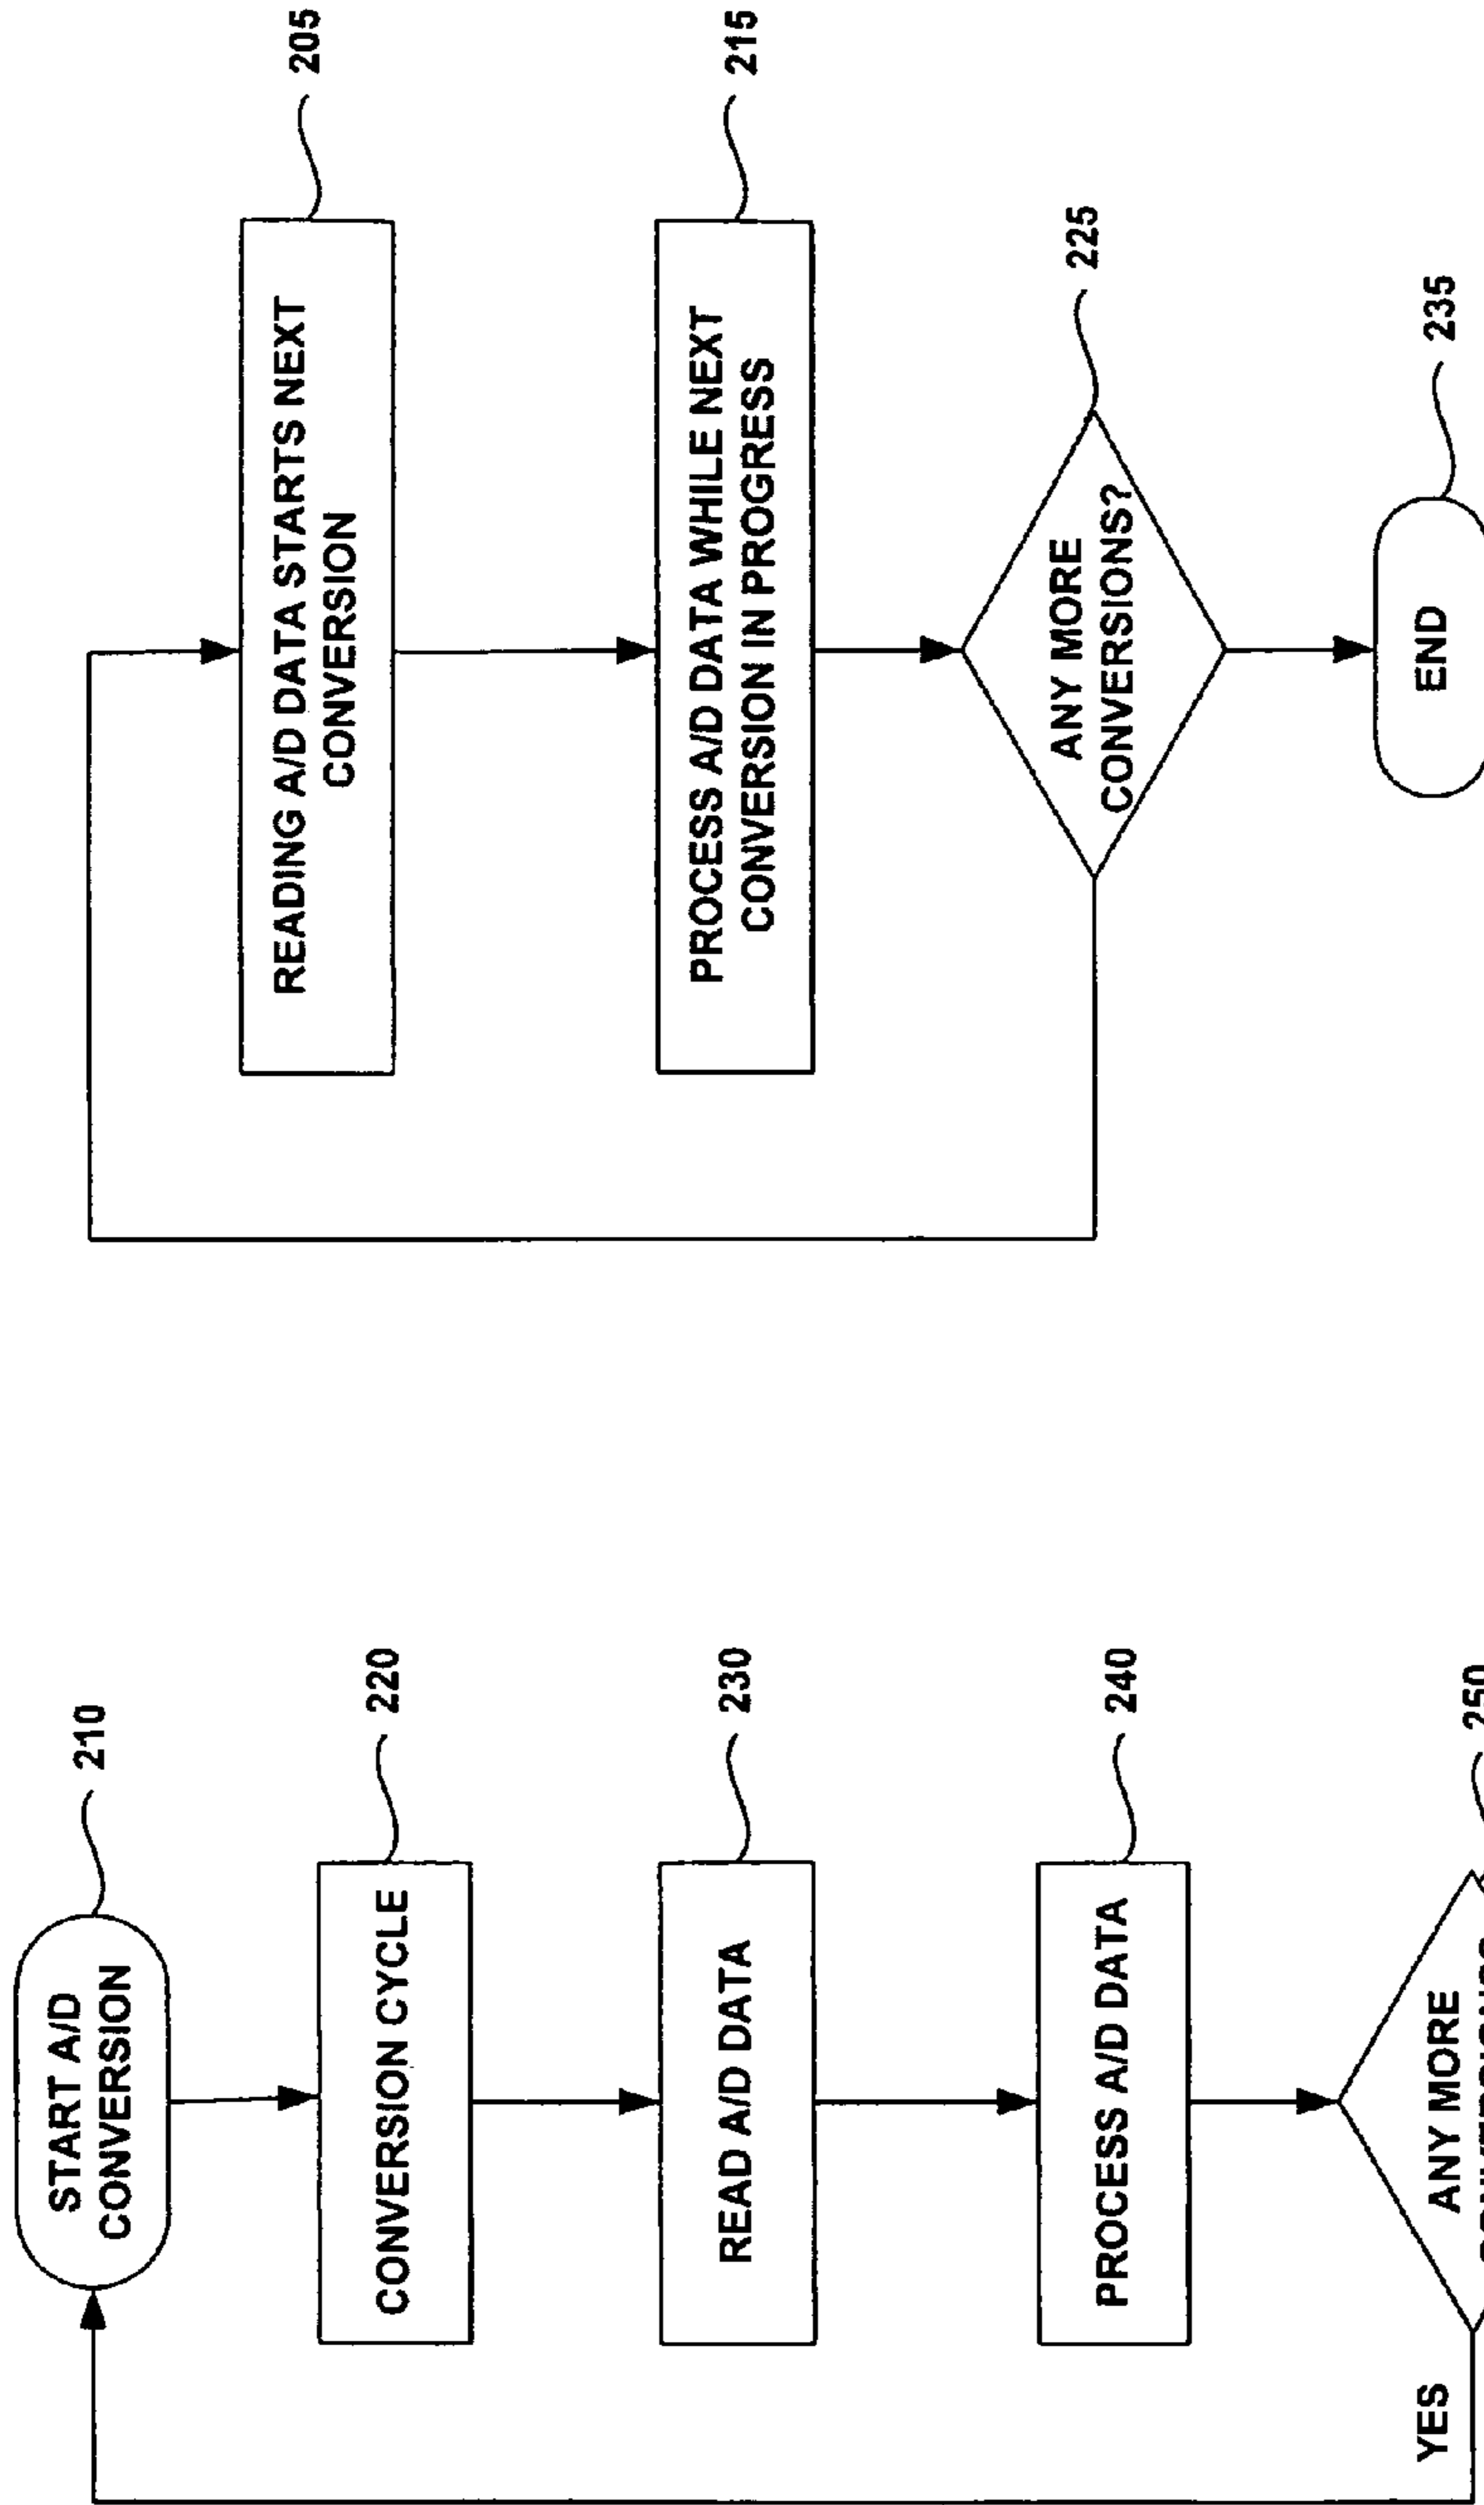 START A/D
CONVERSION
210
CONVERSION CYCLE
220
READ A/D DATA
230
PROCESS A/D DATA
240
ANY MORE
250
YES
READING A/D DATA STARTS NEXT
CONVERSION
205
PROCESS A/D DATA WHILE NEXT
CONVERSION IN PROGRESS
215
ANY MORE
CONVERSIONS?
225
END
235